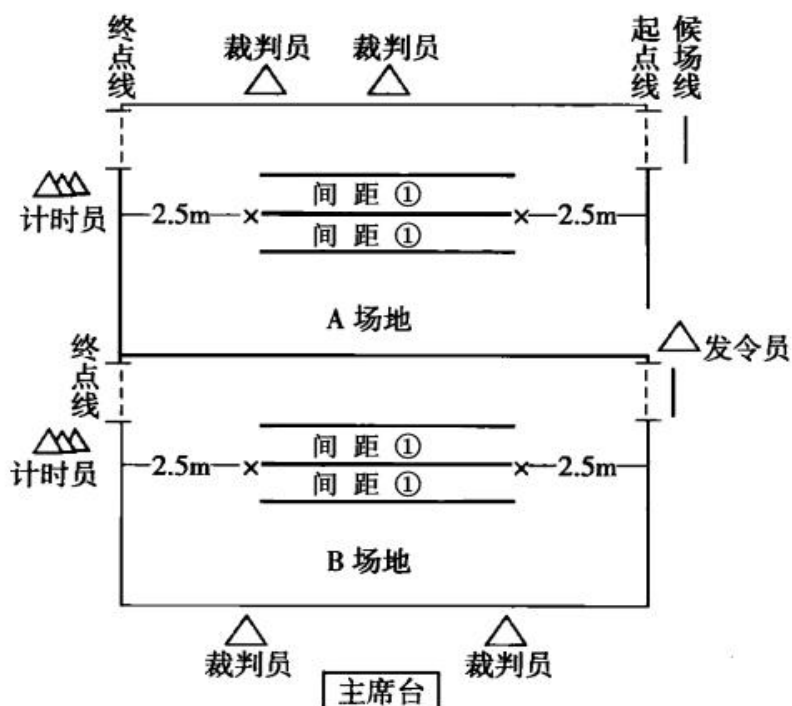 终点线
裁判员 裁判员
起点线 候场线
间 距 ①
计时员
2.5m × × 2.5m
间 距 ①
A 场地
终点线
发令员
间 距 ①
计时员
2.5m × × 2.5m
间 距 ①
B 场地
裁判员 裁判员
主席台